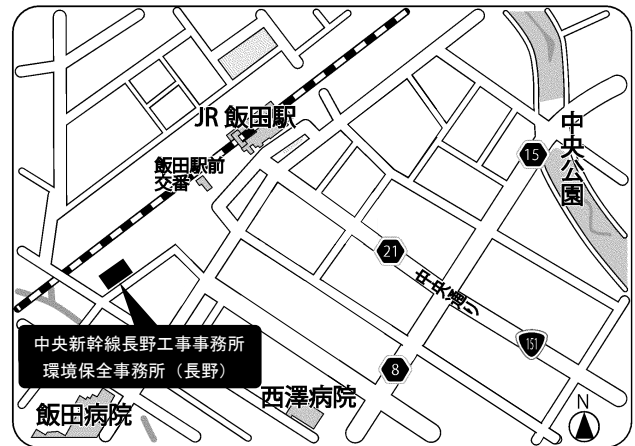 JR 飯田駅
飯田駅前
交番
中央公園
15
21
中央通り
151
8
中央新幹線長野工事事務所
環境保全事務所（長野）
西澤病院
飯田病院
N